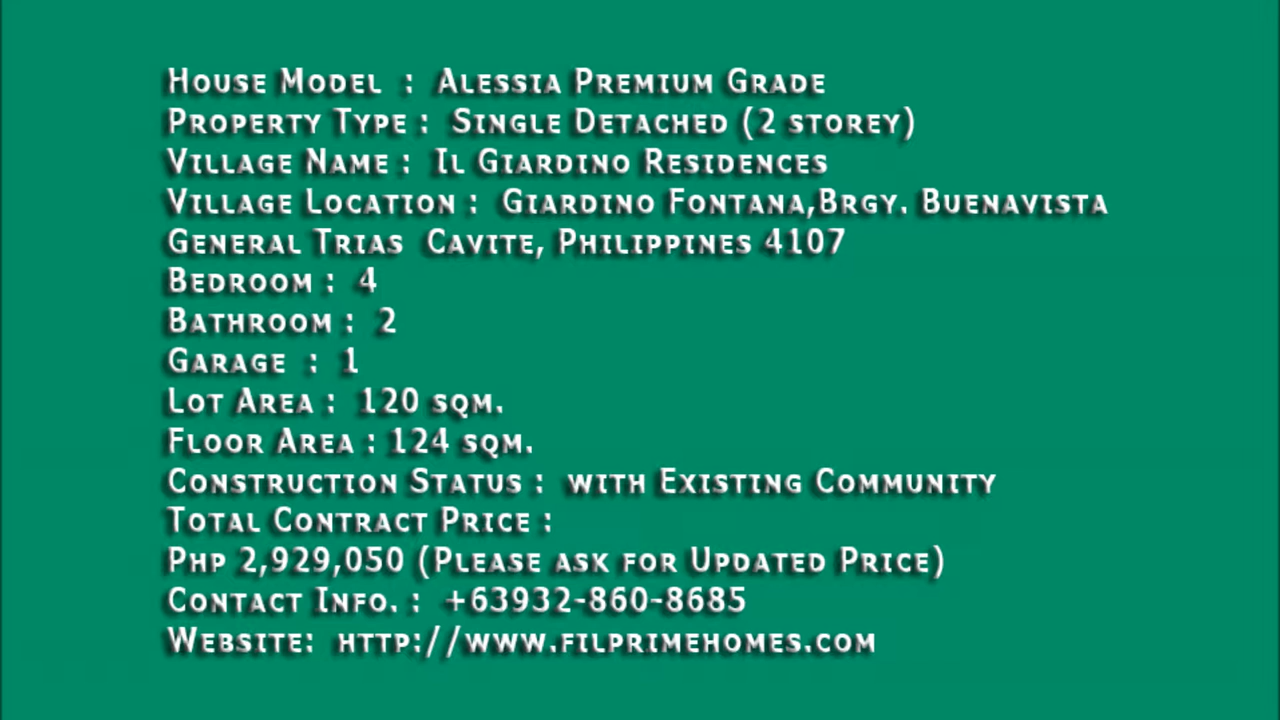 House Model : Alessia Premium Grade
Property Type : Single Detached (2 storey)
Village Name : Il Giardino Residences
Village Location : Giardino Fontana,Brgy. Buenavista
General Trias Cavite, Philippines 4107
Bedroom : 4
Bathroom : 2
Garage : 1
Lot Area : 120 sqm.
Floor Area : 124 sqm.
Construction Status : with Existing Community
Total Contract Price :
Php 2,929,050 (Please ask for Updated Price)
Contact Info. : +63932-860-8685
Website: http://www.filprimehomes.com